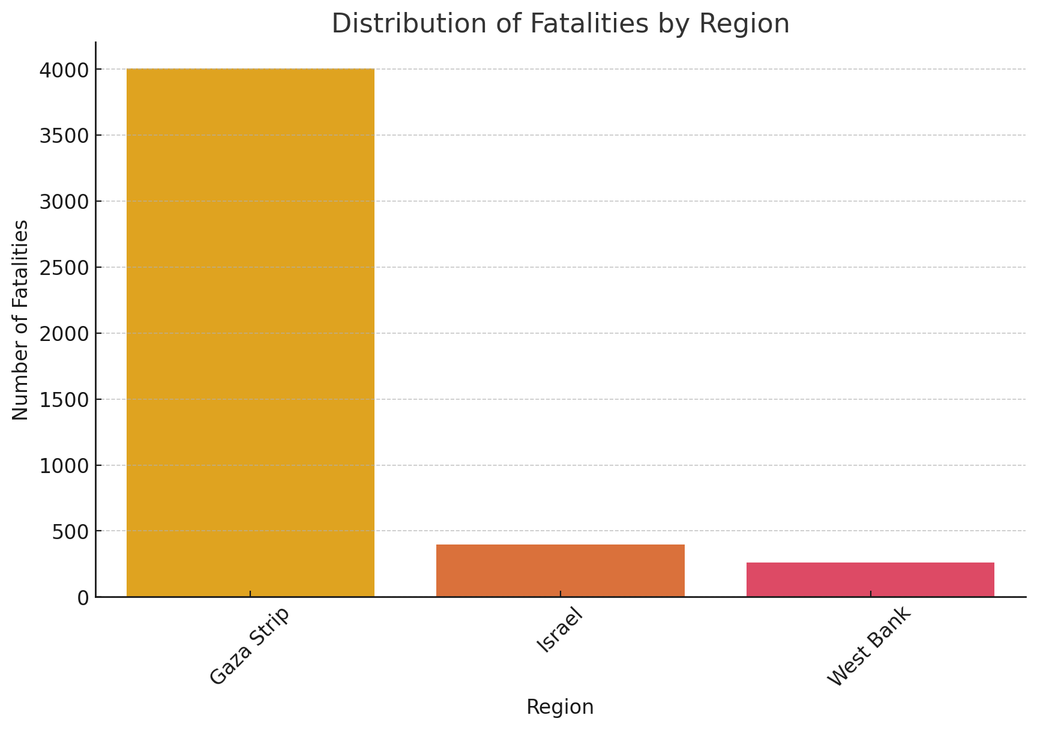 Distribution of Fatalities by Region
Number of Fatalities
4000
3500
3000
2500
2000
1500
1000
500
0
Gaza Strip
Israel
West Bank
Region